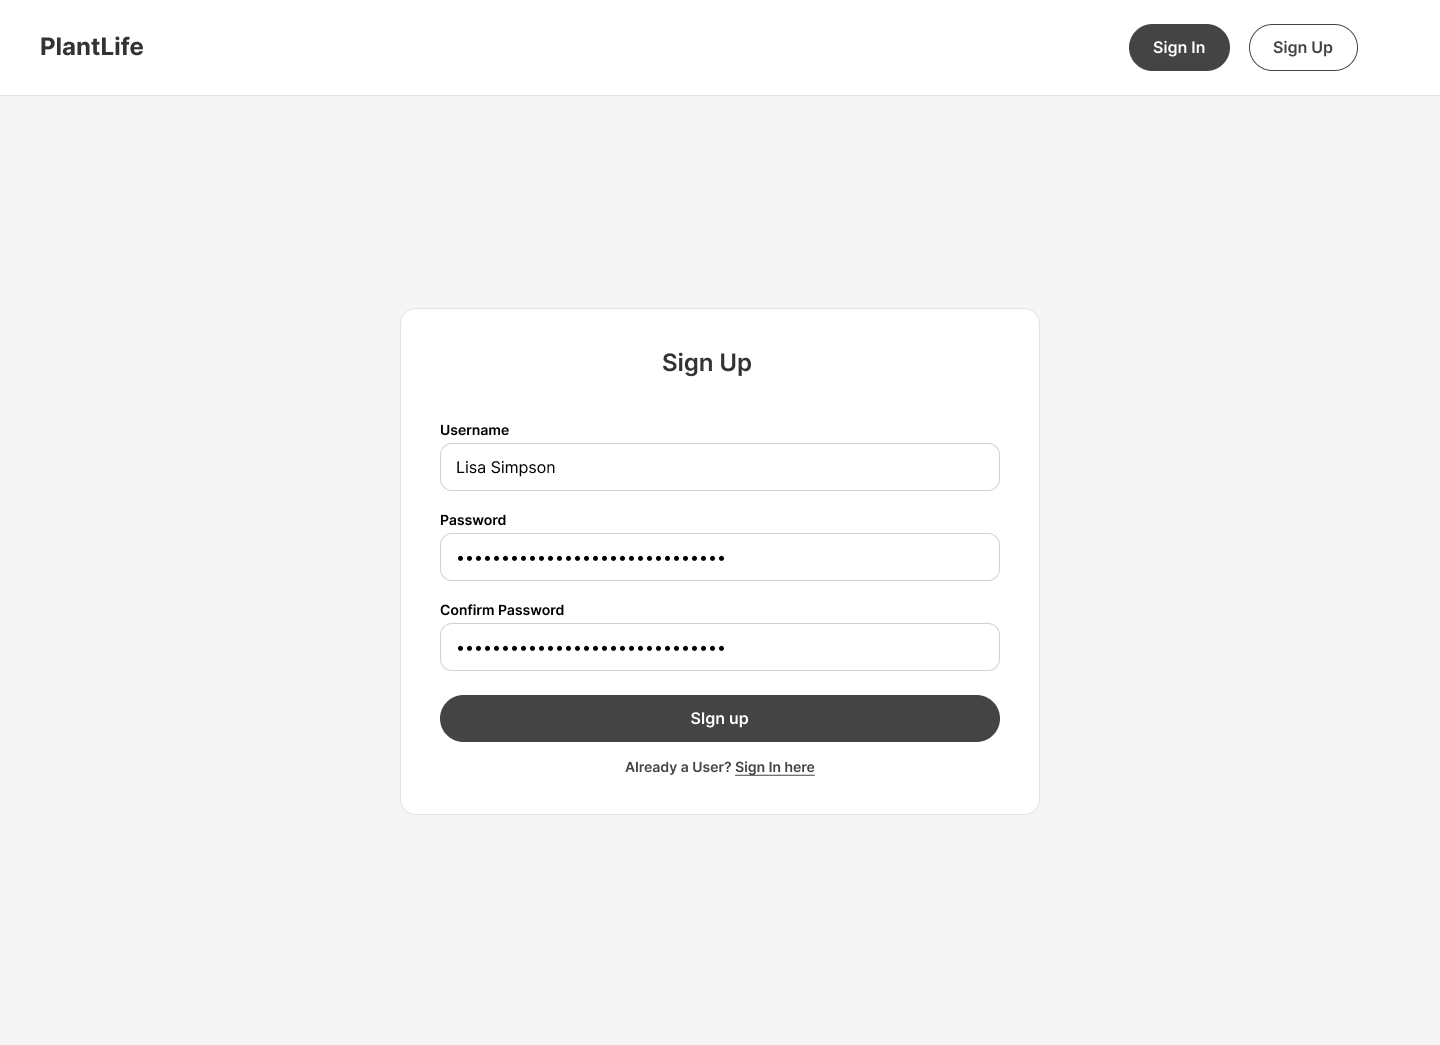 PlantLife
Sign In
Sign Up
Sign Up
Username
Lisa Simpson
Password
••••••••••••••••••••••••••••••
Confirm Password
••••••••••••••••••••••••••••••
SIgn up
Already a User? Sign In here